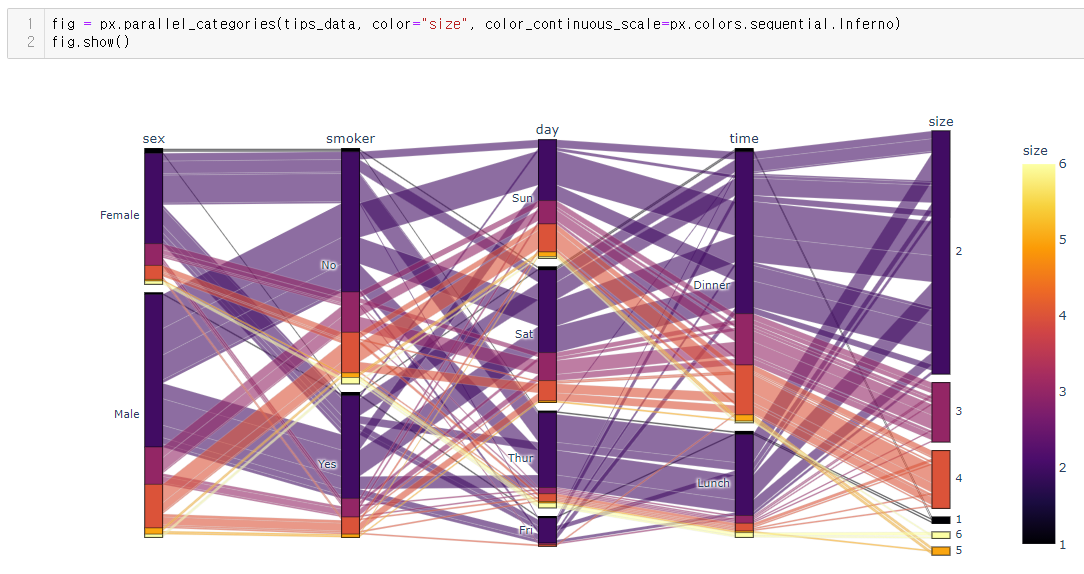 1 fig = px.parallel_categories(tips_data, color="size", color_continuous_scale=px.colors.sequential.Inferno)
2 fig.show()
sex
smoker
day
time
size
Female
Male
No
Yes
Sun
Sat
Thur
Fri
Dinner
Lunch
2
3
4
1
6
5
size
6
5
4
3
2
1